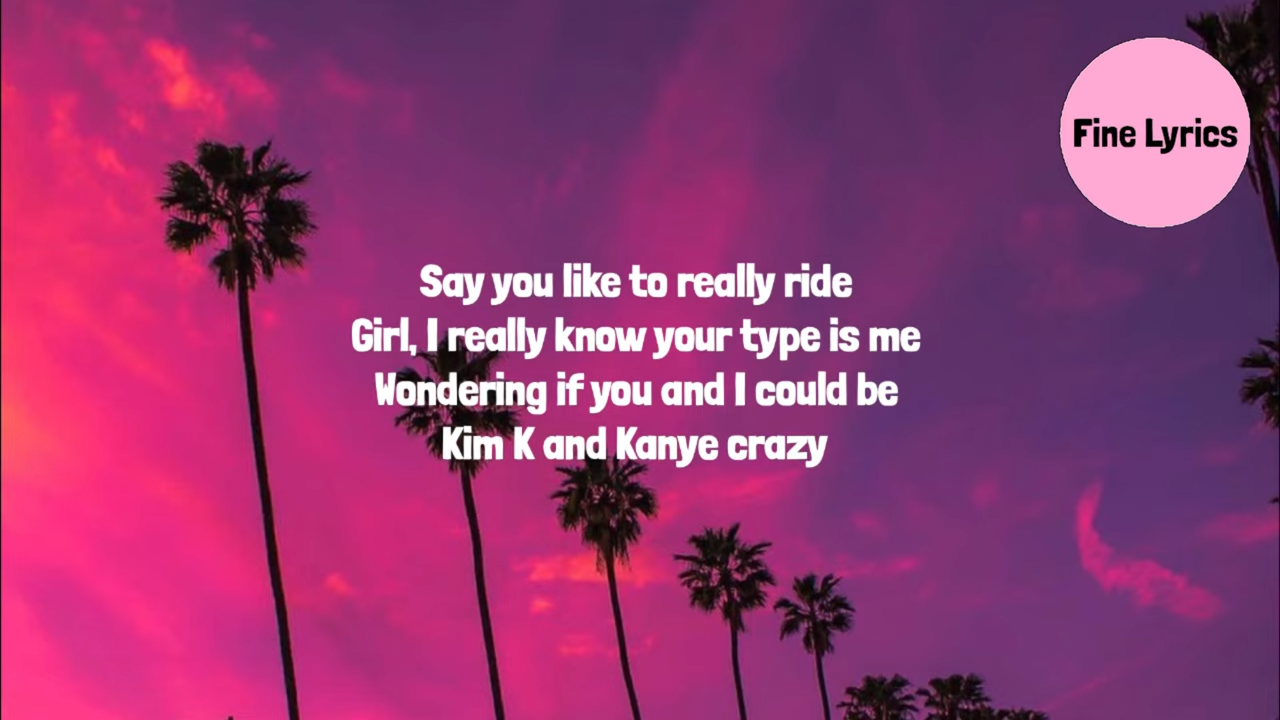 Fine Lyrics
Say you like to really ride
Girl, I really know your type is me
Wondering if you and I could be
Kim K and Kanye crazy